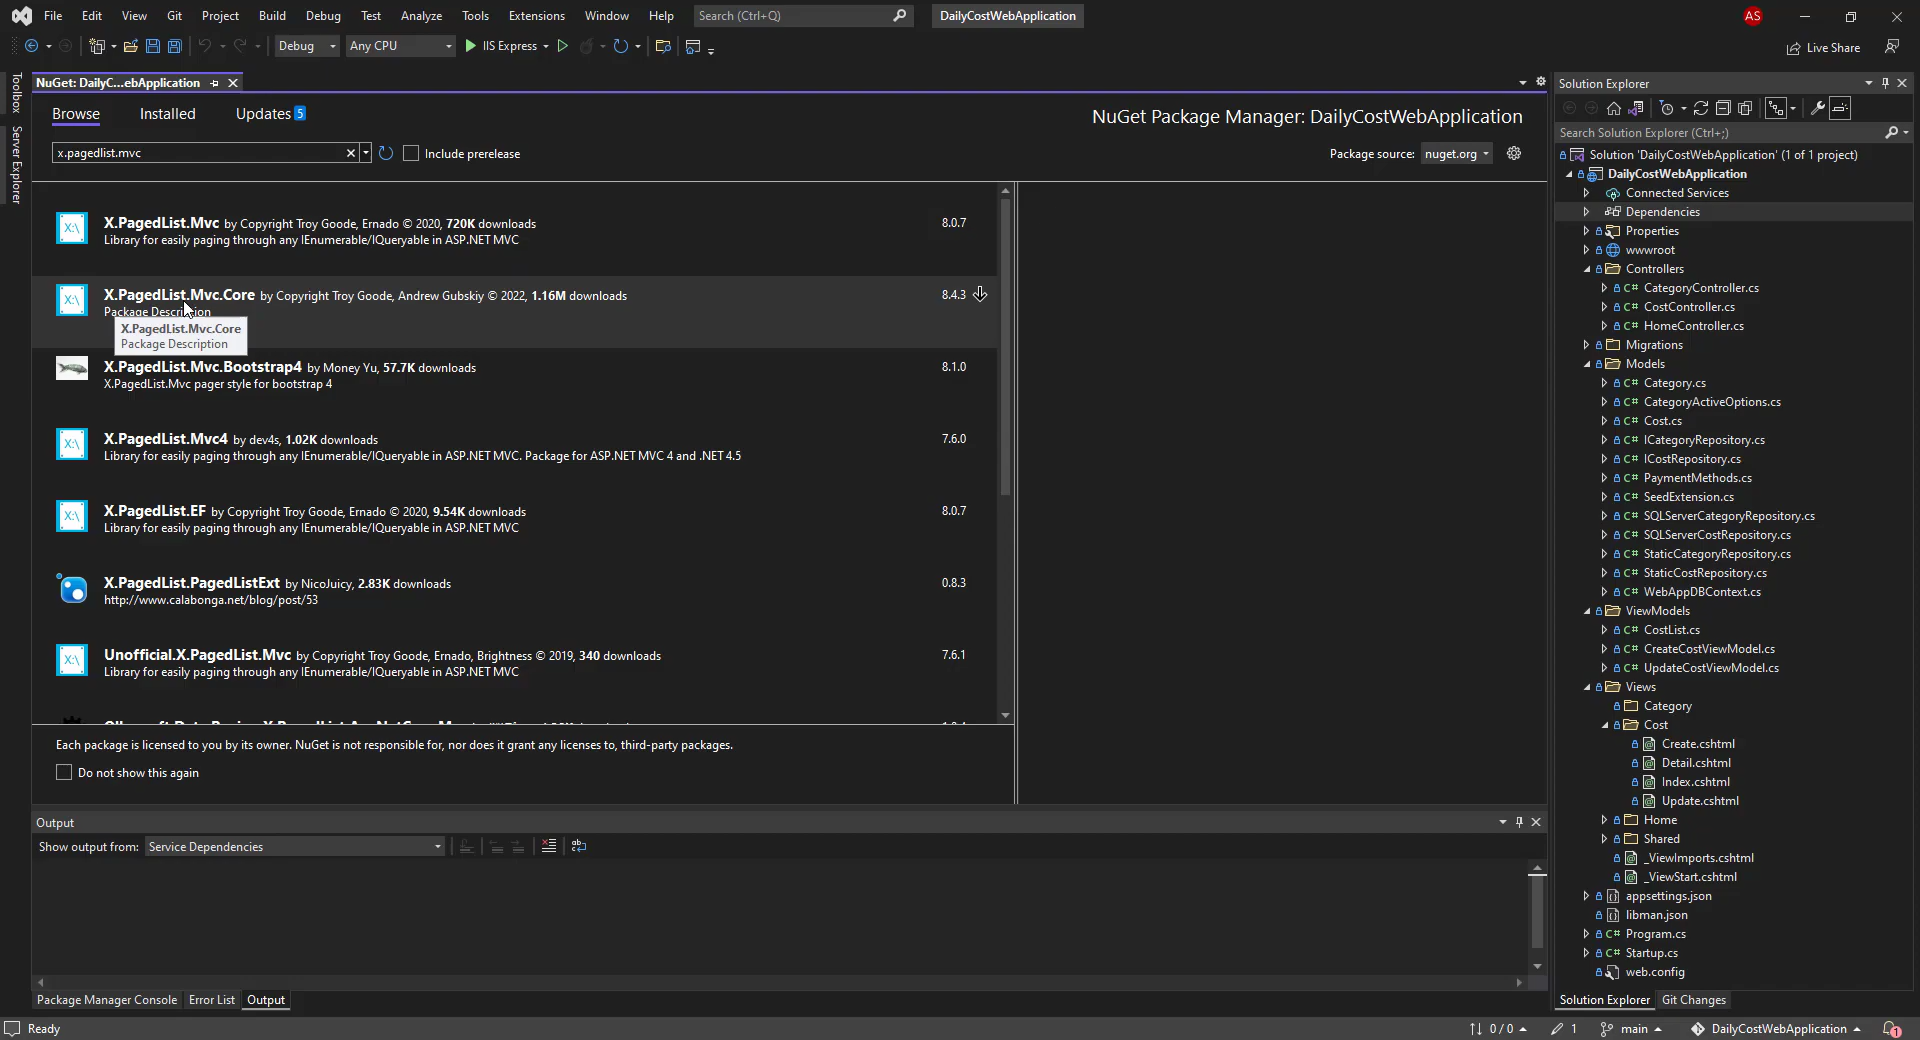 File Edit View Git Project Build Debug Test Analyze Tools Extensions Window Help Search (Ctrl+Q) DailyCostWebApplication AS
Debug Any CPU IIS Express Live Share
Toolbox
Server Explorer
NuGet: DailyC...ebApplication
Browse Installed Updates 5
NuGet Package Manager: DailyCostWebApplication
x.pagedlist.mvc Include prerelease Package source: nuget.org
X.PagedList.Mvc by Copyright Troy Goode, Ernado © 2020, 720K downloads 8.0.7
Library for easily paging through any IEnumerable/IQueryable in ASP.NET MVC
X.PagedList.Mvc.Core by Copyright Troy Goode, Andrew Gubskiy © 2022, 1.16M downloads 8.4.3
Package Description
X.PagedList.Mvc.Core
Package Description
X.PagedList.Mvc.Bootstrap4 by Money Yu, 57.7K downloads 8.1.0
X.PagedList.Mvc pager style for bootstrap 4
X.PagedList.Mvc4 by dev4s, 1.02K downloads 7.6.0
Library for easily paging through any IEnumerable/IQueryable in ASP.NET MVC. Package for ASP.NET MVC 4 and .NET 4.5
X.PagedList.EF by Copyright Troy Goode, Ernado © 2020, 9.54K downloads 8.0.7
Library for easily paging through any IEnumerable/IQueryable in ASP.NET MVC
X.PagedList.PagedListExt by NicoJuicy, 2.83K downloads 0.8.3
http://www.calabonga.net/blog/post/53
Unofficial.X.PagedList.Mvc by Copyright Troy Goode, Ernado, Brightness © 2019, 340 downloads 7.6.1
Library for easily paging through any IEnumerable/IQueryable in ASP.NET MVC
Each package is licensed to you by its owner. NuGet is not responsible for, nor does it grant any licenses to, third-party packages.
Do not show this again
Output
Show output from: Service Dependencies
Package Manager Console Error List Output
Solution Explorer
Search Solution Explorer (Ctrl+;)
Solution 'DailyCostWebApplication' (1 of 1 project)
DailyCostWebApplication
Connected Services
Dependencies
Properties
wwwroot
Controllers
C# CategoryController.cs
C# CostController.cs
C# HomeController.cs
Migrations
Models
C# Category.cs
C# CategoryActiveOptions.cs
C# Cost.cs
C# ICategoryRepository.cs
C# ICostRepository.cs
C# PaymentMethods.cs
C# SeedExtension.cs
C# SQLServerCategoryRepository.cs
C# SQLServerCostRepository.cs
C# StaticCategoryRepository.cs
C# StaticCostRepository.cs
C# WebAppDBContext.cs
ViewModels
C# CostList.cs
C# CreateCostViewModel.cs
C# UpdateCostViewModel.cs
Views
Category
Cost
Create.cshtml
Detail.cshtml
Index.cshtml
Update.cshtml
Home
Shared
_ViewImports.cshtml
_ViewStart.cshtml
appsettings.json
libman.json
C# Program.cs
C# Startup.cs
web.config
Solution Explorer Git Changes
Ready 0 / 0 1 main DailyCostWebApplication 1